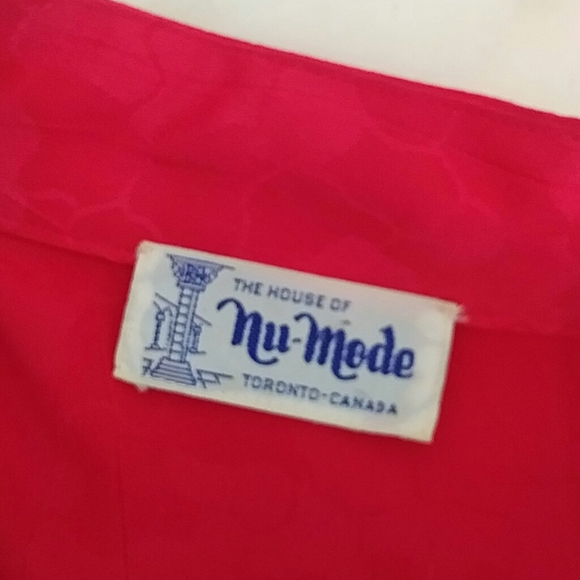 THE HOUSE OF
Nu-Mode
TORONTO-CANADA